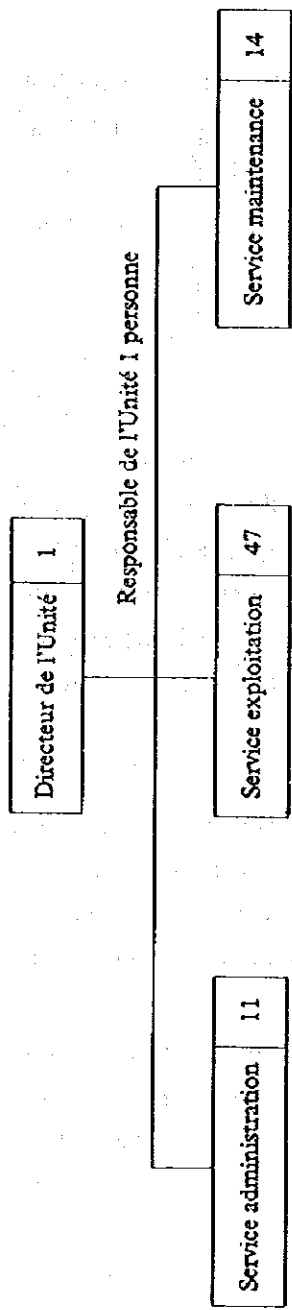 Directeur de l'Unité 1
Responsable de l'Unité 1 personne
Service administration 11
Service exploitation 47
Service maintenance 14